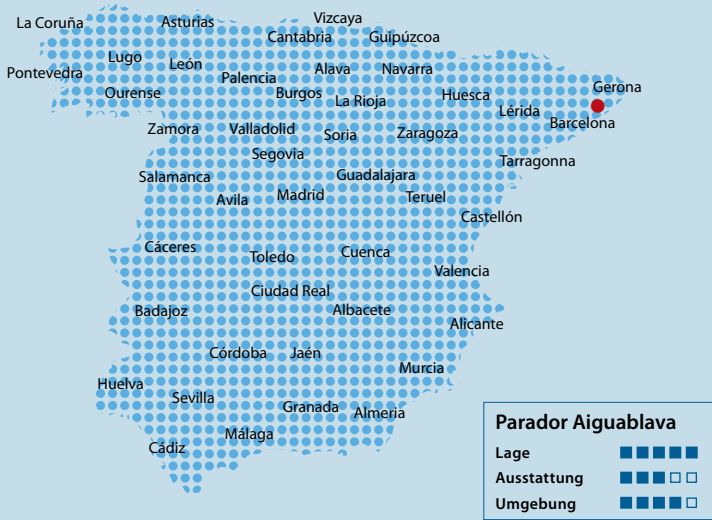 Vizcaya
La Coruña
Asturias
Cantabria
Guipúzcoa
Lugo
León
Alava
Navarra
Pontevedra
Palencia
Gerona
Ourense
Burgos
La Rioja
Huesca
Lérida
Barcelona
Zamora
Valladolid
Soria
Zaragoza
Segovia
Tarragonna
Salamanca
Guadalajara
Avila
Madrid
Teruel
Castellón
Cáceres
Toledo
Cuenca
Valencia
Ciudad Real
Badajoz
Albacete
Alicante
Córdoba
Jaén
Murcia
Huelva
Sevilla
Granada
Almeria
Málaga
Cádiz
Parador Aiguablava
Lage
Ausstattung
Umgebung